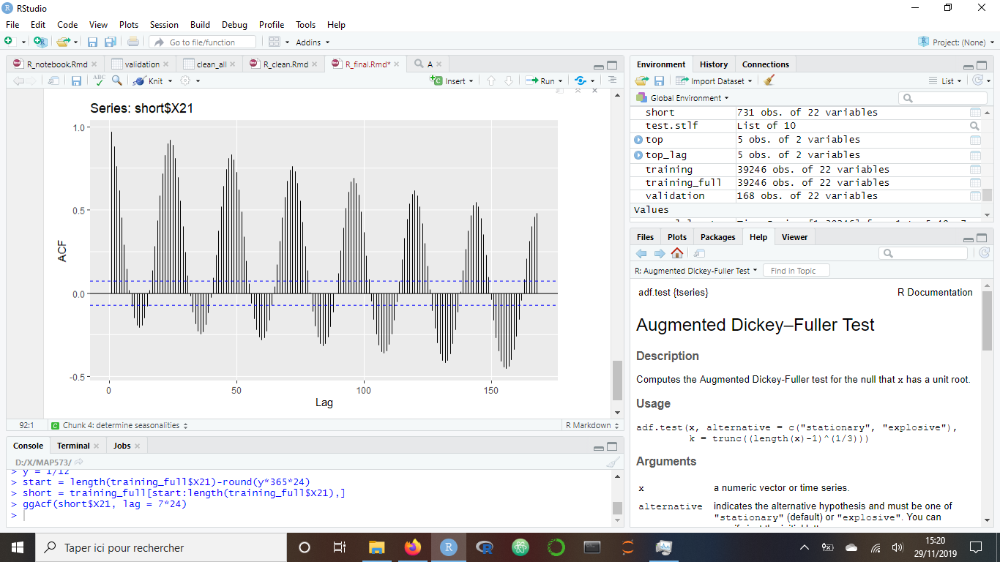 RStudio
File Edit Code View Plots Session Build Debug Profile Tools Help
Go to file/function Addins Project: (None)
R_notebook.Rmd validation clean_all R_clean.Rmd R_final.Rmd* A
ABC Knit Insert Run
Series: short$X21
1.0
0.5
0.0
-0.5
ACF
0 50 100 150
Lag
92:1 C Chunk 4: determine seasonalities R Markdown
Console Terminal Jobs
D:/X/MAP573/
> y = 1/12
> start = length(training_full$X21)-round(y*365*24)
> short = training_full[start:length(training_full$X21),]
> ggAcf(short$X21, lag = 7*24)
>
Environment History Connections
Import Dataset List
Global Environment
short 731 obs. of 22 variables
test.stlf List of 10
top 5 obs. of 2 variables
top_lag 5 obs. of 2 variables
training 39246 obs. of 22 variables
training_full 39246 obs. of 22 variables
validation 168 obs. of 22 variables
values
Files Plots Packages Help Viewer
R: Augmented Dickey-Fuller Test Find in Topic
adf.test {tseries} R Documentation
Augmented Dickey–Fuller Test
Description
Computes the Augmented Dickey-Fuller test for the null that x has a unit root.
Usage
adf.test(x, alternative = c("stationary", "explosive"),
k = trunc((length(x)-1)^(1/3)))
Arguments
x a numeric vector or time series.
alternative indicates the alternative hypothesis and must be one of
"stationary" (default) or "explosive". You can
Taper ici pour rechercher
15:20
29/11/2019